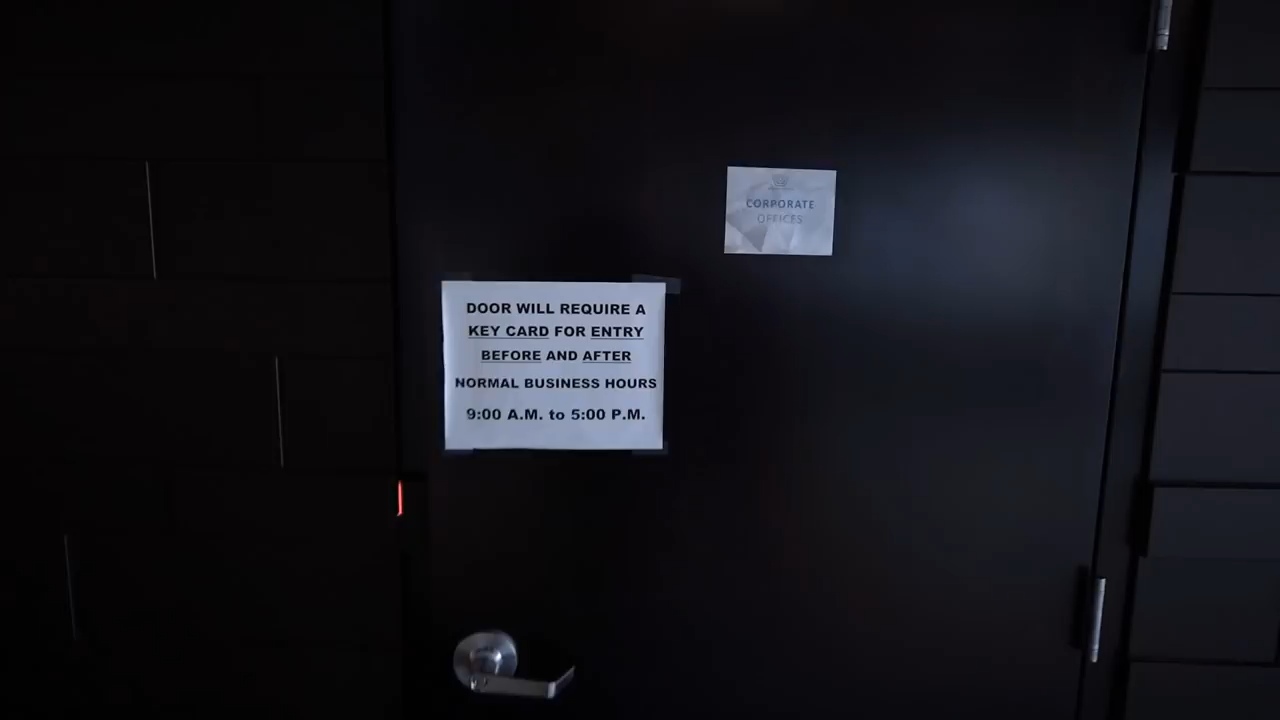 CORPORATE
OFFICES
DOOR WILL REQUIRE A
KEY CARD FOR ENTRY
BEFORE AND AFTER
NORMAL BUSINESS HOURS
9:00 A.M. to 5:00 P.M.